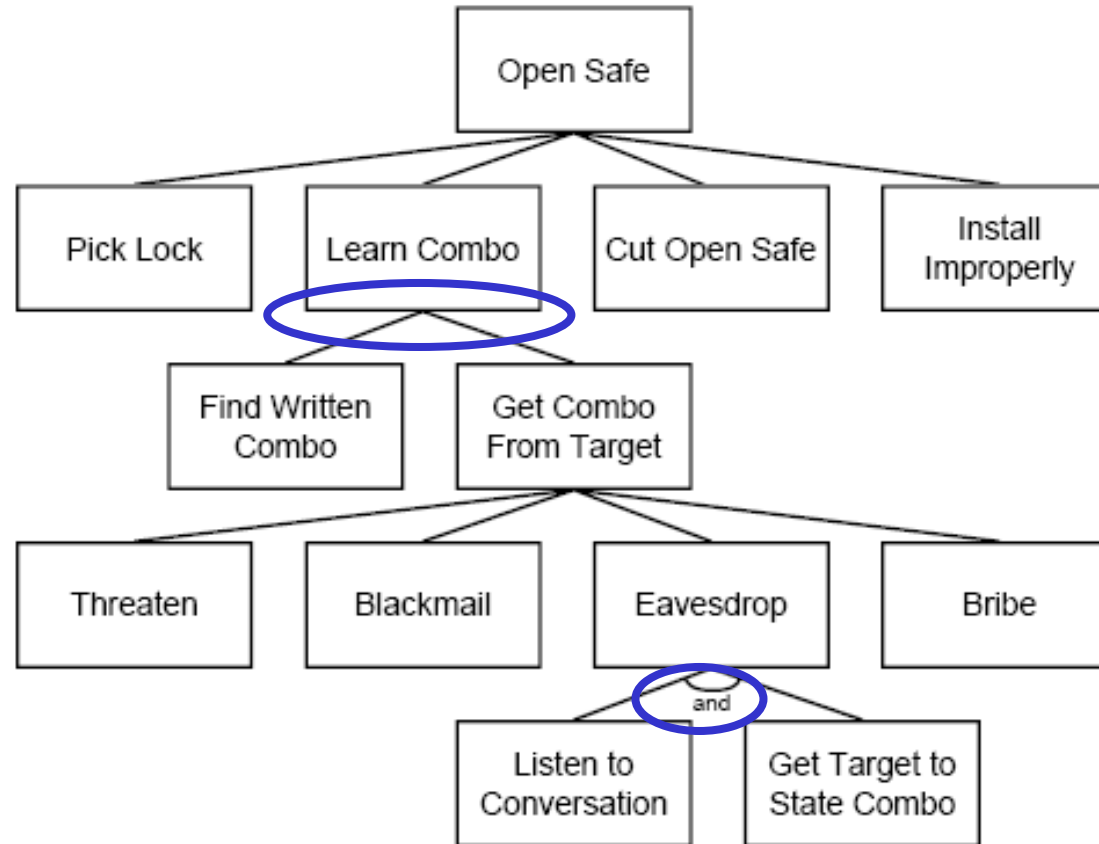 Open Safe
Pick Lock
Learn Combo
Cut Open Safe
Install
Improperly
Find Written
Combo
Get Combo
From Target
Threaten
Blackmail
Eavesdrop
Bribe
and
Listen to
Conversation
Get Target to
State Combo